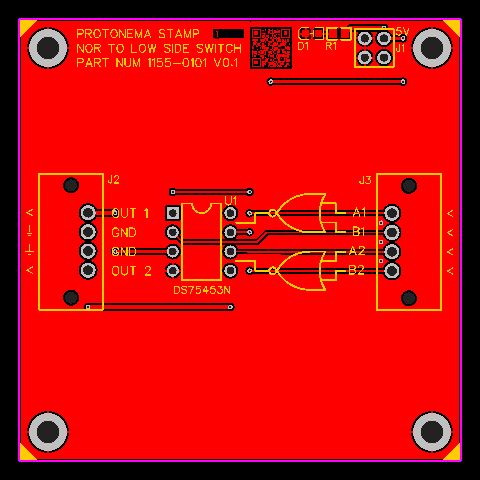 PROTONEMA STAMP
NOR TO LOW SIDE SWITCH
PART NUM 1155-0101 V0.1
D1
R1
5V
J1
J2
U1
J3
OUT 1
GND
GND
OUT 2
A1
B1
A2
B2
DS75453N